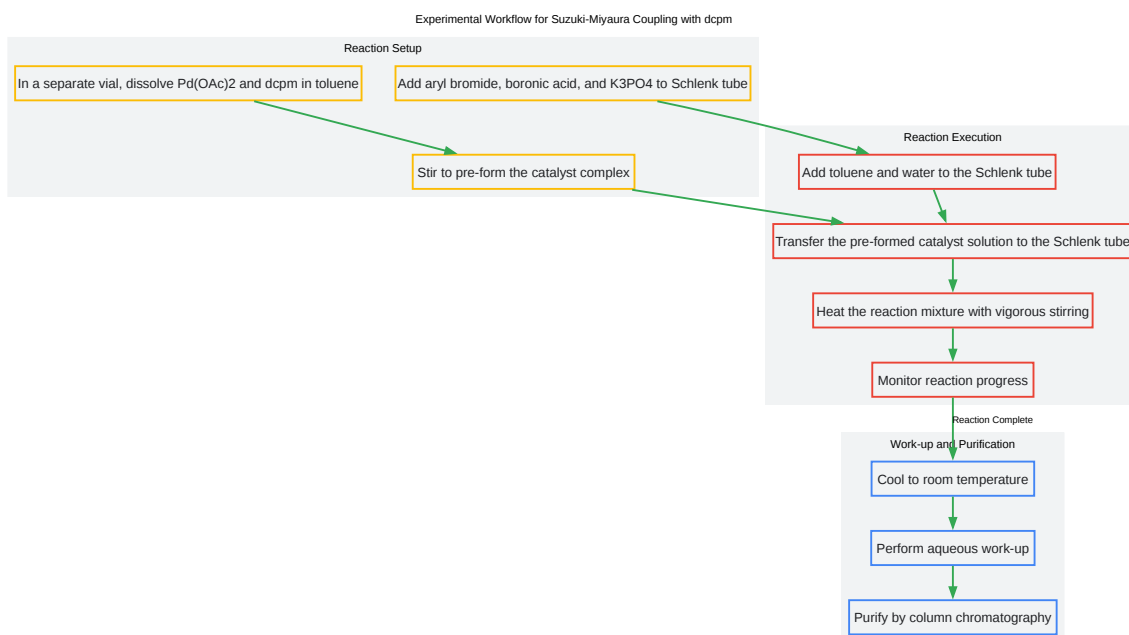 Experimental Workflow for Suzuki-Miyaura Coupling with dcpm
Reaction Setup
In a separate vial, dissolve Pd(OAc)2 and dcpm in toluene
Add aryl bromide, boronic acid, and K3PO4 to Schlenk tube
Stir to pre-form the catalyst complex
Reaction Execution
Add toluene and water to the Schlenk tube
Transfer the pre-formed catalyst solution to the Schlenk tube
Heat the reaction mixture with vigorous stirring
Monitor reaction progress
Reaction Complete
Work-up and Purification
Cool to room temperature
Perform aqueous work-up
Purify by column chromatography